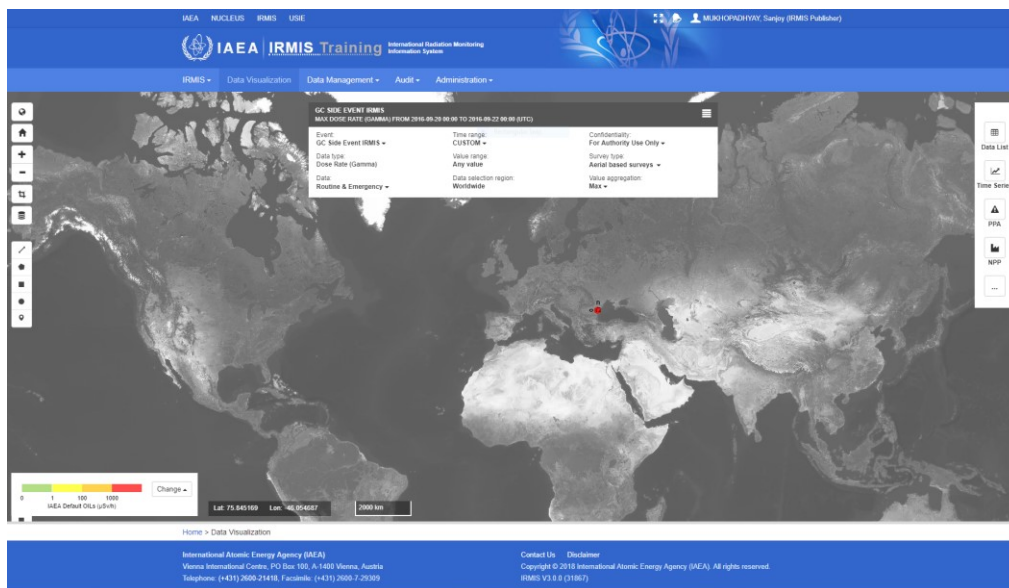 IAEA NUCLEUS IRMIS USIE
MUKHOPADHYAY, Sanjoy (IRMIS Publisher)
IAEA IRMIS Training International Radiation Monitoring
Information System
IRMIS Data Visualization Data Management Audit Administration
GC SIDE EVENT IRMIS
MAX DOSE RATE (GAMMA) FROM 2016-09-20 00:00 TO 2016-09-22 00:00 (UTC)
Event: Time range: Confidentiality:
GC Side Event IRMIS CUSTOM For Authority Use Only
Data type: Value range Survey type:
Dose Rate (Gamma) Any value Aerial based surveys
Data: Data selection region: Value aggregation:
Routine & Emergency Worldwide Max
Data List
Time Serie
PPA
NPP
...
Change
0 1 100 1000
IAEA Default OILs (μSv/h)
Lat: 75.845169 Lon: -46.054687 2000 km
Home > Data Visualization
International Atomic Energy Agency (IAEA)
Vienna International Centre, PO Box 100, A-1400 Vienna, Austria
Telephone: (+431) 2600-21418, Facsimile: (+431) 2600-7-29309
Contact Us Disclaimer
Copyright © 2018 International Atomic Energy Agency (IAEA). All rights reserved.
IRMIS V3.0.0 (31867)